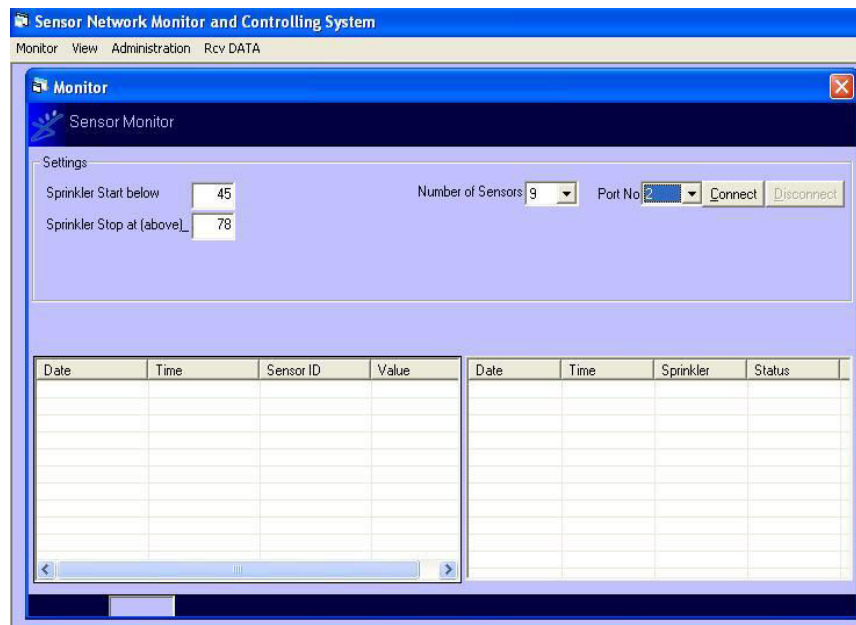 Sensor Network Monitor and Controlling System
Monitor View Administration Rcv DATA
Monitor
Sensor Monitor
Settings
Sprinkler Start below 45 Number of Sensors 9 Port No 2 Connect Disconnect
Sprinkler Stop at (above)_ 78
Date Time Sensor ID Value Date Time Sprinkler Status